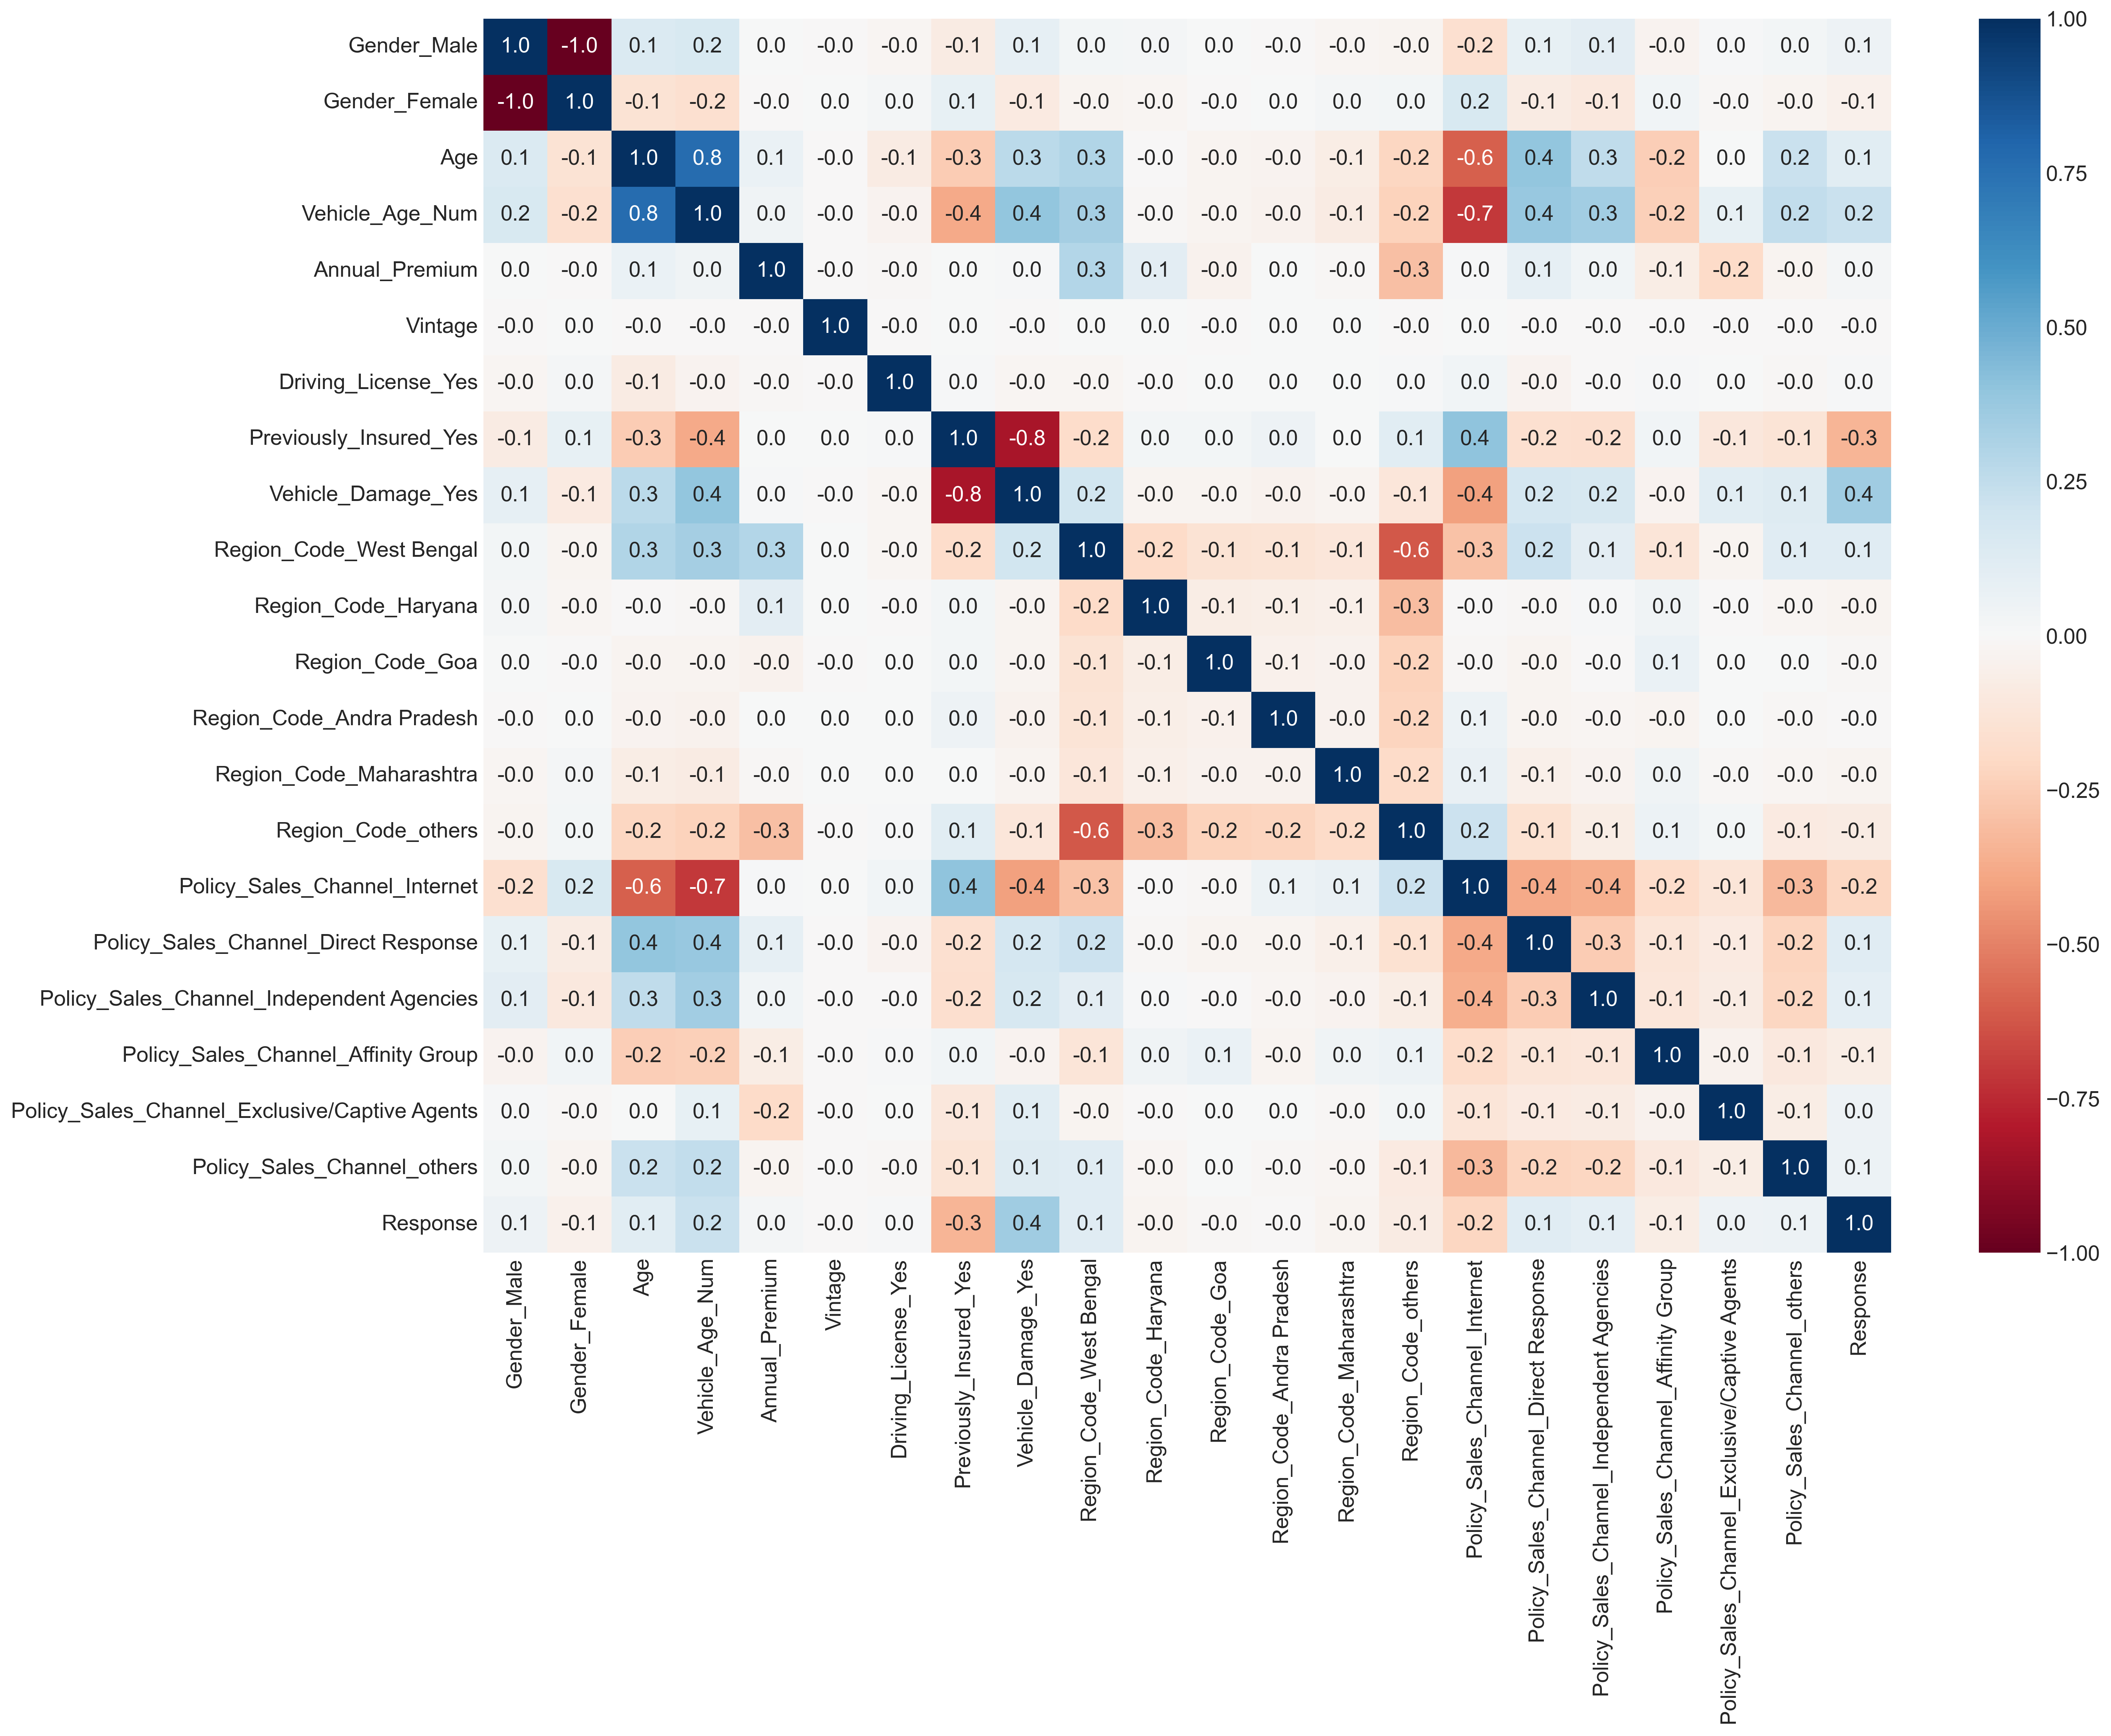 Gender_Male 1.0 -1.0 0.1 0.2 0.0 -0.0 -0.0 -0.1 0.1 0.0 0.0 0.0 -0.0 -0.0 -0.0 -0.2 0.1 0.1 -0.0 0.0 0.0 0.1
Gender_Female -1.0 1.0 -0.1 -0.2 -0.0 0.0 0.0 0.1 -0.1 -0.0 -0.0 -0.0 0.0 0.0 0.0 0.2 -0.1 -0.1 0.0 -0.0 -0.0 -0.1
Age 0.1 -0.1 1.0 0.8 0.1 -0.0 -0.1 -0.3 0.3 0.3 -0.0 -0.0 -0.0 -0.1 -0.2 -0.6 0.4 0.3 -0.2 0.0 0.2 0.1
Vehicle_Age_Num 0.2 -0.2 0.8 1.0 0.0 -0.0 -0.0 -0.4 0.4 0.3 -0.0 -0.0 -0.0 -0.1 -0.2 -0.7 0.4 0.3 -0.2 0.1 0.2 0.2
Annual_Premium 0.0 -0.0 0.1 0.0 1.0 -0.0 -0.0 0.0 0.0 0.3 0.1 -0.0 0.0 -0.0 -0.3 0.0 0.1 0.0 -0.1 -0.2 -0.0 0.0
Vintage -0.0 0.0 -0.0 -0.0 -0.0 1.0 -0.0 0.0 -0.0 0.0 0.0 -0.0 0.0 0.0 -0.0 0.0 -0.0 -0.0 -0.0 -0.0 -0.0 -0.0
Driving_License_Yes -0.0 0.0 -0.1 -0.0 -0.0 -0.0 1.0 0.0 -0.0 -0.0 -0.0 0.0 0.0 0.0 0.0 0.0 -0.0 -0.0 0.0 0.0 -0.0 0.0
Previously_Insured_Yes -0.1 0.1 -0.3 -0.4 0.0 0.0 0.0 1.0 -0.8 -0.2 0.0 0.0 0.0 0.0 0.1 0.4 -0.2 -0.2 0.0 -0.1 -0.1 -0.3
Vehicle_Damage_Yes 0.1 -0.1 0.3 0.4 0.0 -0.0 -0.0 -0.8 1.0 0.2 -0.0 -0.0 -0.0 -0.0 -0.1 -0.4 0.2 0.2 -0.0 0.1 0.1 0.4
Region_Code_West Bengal 0.0 -0.0 0.3 0.3 0.3 0.0 -0.0 -0.2 0.2 1.0 -0.2 -0.1 -0.1 -0.1 -0.6 -0.3 0.2 0.1 -0.1 -0.0 0.1 0.1
Region_Code_Haryana 0.0 -0.0 -0.0 -0.0 0.1 0.0 -0.0 0.0 -0.0 -0.2 1.0 -0.1 -0.1 -0.1 -0.3 -0.0 -0.0 0.0 0.0 -0.0 -0.0 -0.0
Region_Code_Goa 0.0 -0.0 -0.0 -0.0 -0.0 -0.0 0.0 0.0 -0.0 -0.1 -0.1 1.0 -0.1 -0.0 -0.2 -0.0 -0.0 -0.0 0.1 0.0 0.0 -0.0
Region_Code_Andra Pradesh -0.0 0.0 -0.0 -0.0 0.0 0.0 0.0 0.0 -0.0 -0.1 -0.1 -0.1 1.0 -0.0 -0.2 0.1 -0.0 -0.0 -0.0 0.0 -0.0 -0.0
Region_Code_Maharashtra -0.0 0.0 -0.1 -0.1 -0.0 0.0 0.0 0.0 -0.0 -0.1 -0.1 -0.0 -0.0 1.0 -0.2 0.1 -0.1 -0.0 0.0 -0.0 -0.0 -0.0
Region_Code_others -0.0 0.0 -0.2 -0.2 -0.3 -0.0 0.0 0.1 -0.1 -0.6 -0.3 -0.2 -0.2 -0.2 1.0 0.2 -0.1 -0.1 0.1 0.0 -0.1 -0.1
Policy_Sales_Channel_Internet -0.2 0.2 -0.6 -0.7 0.0 0.0 0.0 0.4 -0.4 -0.3 -0.0 -0.0 0.1 0.1 0.2 1.0 -0.4 -0.4 -0.2 -0.1 -0.3 -0.2
Policy_Sales_Channel_Direct Response 0.1 -0.1 0.4 0.4 0.1 -0.0 -0.0 -0.2 0.2 0.2 -0.0 -0.0 -0.0 -0.1 -0.1 -0.4 1.0 -0.3 -0.1 -0.1 -0.2 0.1
Policy_Sales_Channel_Independent Agencies 0.1 -0.1 0.3 0.3 0.0 -0.0 -0.0 -0.2 0.2 0.1 0.0 -0.0 -0.0 -0.0 -0.1 -0.4 -0.3 1.0 -0.1 -0.1 -0.2 0.1
Policy_Sales_Channel_Affinity Group -0.0 0.0 -0.2 -0.2 -0.1 -0.0 0.0 0.0 -0.0 -0.1 0.0 0.1 -0.0 0.0 0.1 -0.2 -0.1 -0.1 1.0 -0.0 -0.1 -0.1
Policy_Sales_Channel_Exclusive/Captive Agents 0.0 -0.0 0.0 0.1 -0.2 -0.0 0.0 -0.1 0.1 -0.0 -0.0 0.0 0.0 -0.0 0.0 -0.1 -0.1 -0.1 -0.0 1.0 -0.1 0.0
Policy_Sales_Channel_others 0.0 -0.0 0.2 0.2 -0.0 -0.0 -0.0 -0.1 0.1 0.1 -0.0 0.0 -0.0 -0.0 -0.1 -0.3 -0.2 -0.2 -0.1 -0.1 1.0 0.1
Response 0.1 -0.1 0.1 0.2 0.0 -0.0 0.0 -0.3 0.4 0.1 -0.0 -0.0 -0.0 -0.0 -0.1 -0.2 0.1 0.1 -0.1 0.0 0.1 1.0
Gender_Male
Gender_Female
Age
Vehicle_Age_Num
Annual_Premium
Vintage
Driving_License_Yes
Previously_Insured_Yes
Vehicle_Damage_Yes
Region_Code_West Bengal
Region_Code_Haryana
Region_Code_Goa
Region_Code_Andra Pradesh
Region_Code_Maharashtra
Region_Code_others
Policy_Sales_Channel_Internet
Policy_Sales_Channel_Direct Response
Policy_Sales_Channel_Independent Agencies
Policy_Sales_Channel_Affinity Group
Policy_Sales_Channel_Exclusive/Captive Agents
Policy_Sales_Channel_others
Response
1.00
0.75
0.50
0.25
0.00
−0.25
−0.50
−0.75
−1.00